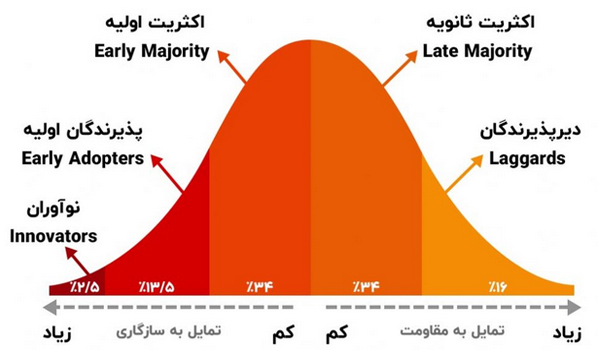 اکثریت اولیه
Early Majority
اکثریت ثانویه
Late Majority
پذیرندگان اولیه
Early Adopters
دیرپذیرندگان
Laggards
نوآوران
Innovators
٪۲/۵
٪۱۳/۵
٪۳۴
٪۳۴
٪۱۶
زیاد
تمایل به سازگاری
کم
کم
تمایل به مقاومت
زیاد